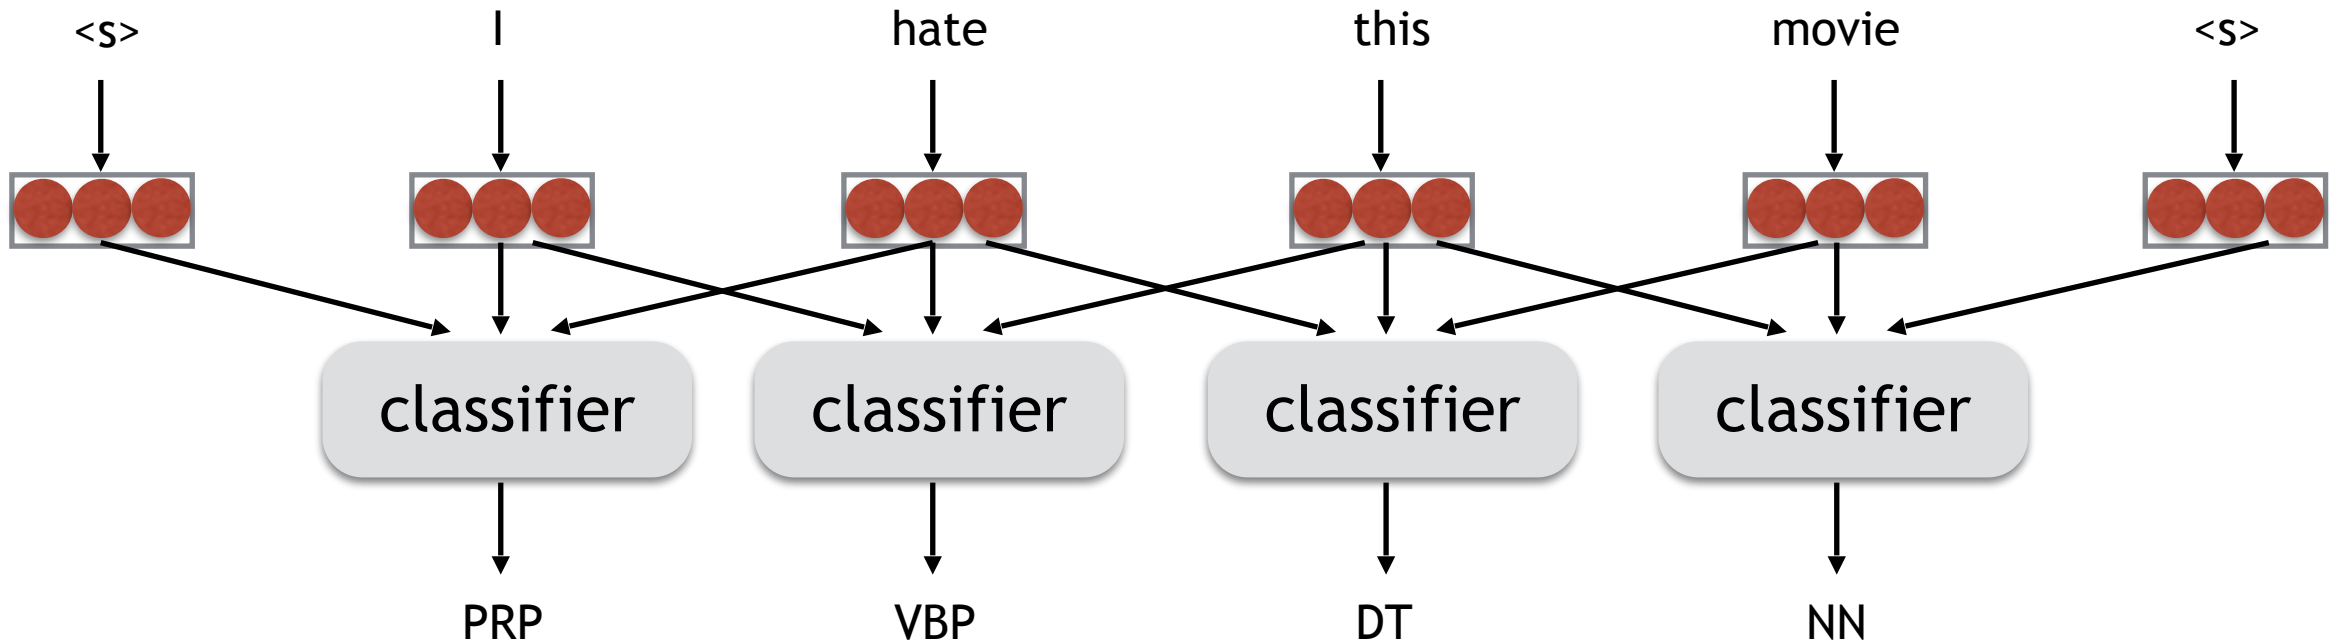 <s> I hate this movie <s>
classifier classifier classifier classifier
PRP VBP DT NN